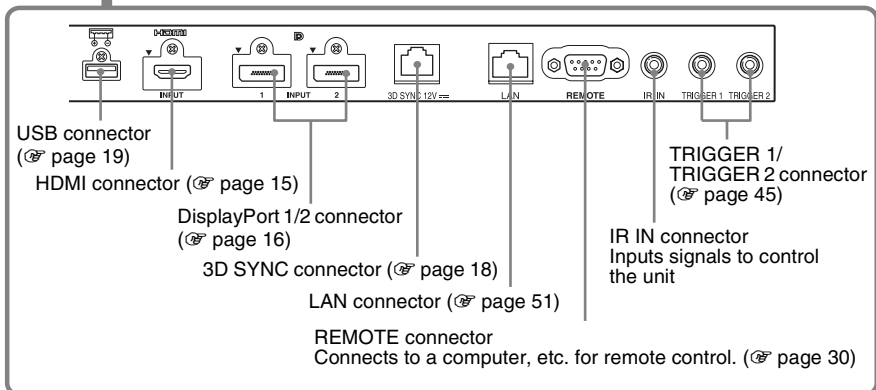 HDMI
INPUT
1 INPUT 2
3D SYNC 12V ⎓
LAN
REMOTE
IR IN
TRIGGER 1 TRIGGER 2
USB connector
(☞ page 19)
HDMI connector (☞ page 15)
DisplayPort 1/2 connector
(☞ page 16)
3D SYNC connector (☞ page 18)
LAN connector (☞ page 51)
REMOTE connector
Connects to a computer, etc. for remote control. (☞ page 30)
IR IN connector
Inputs signals to control
the unit
TRIGGER 1/
TRIGGER 2 connector
(☞ page 45)